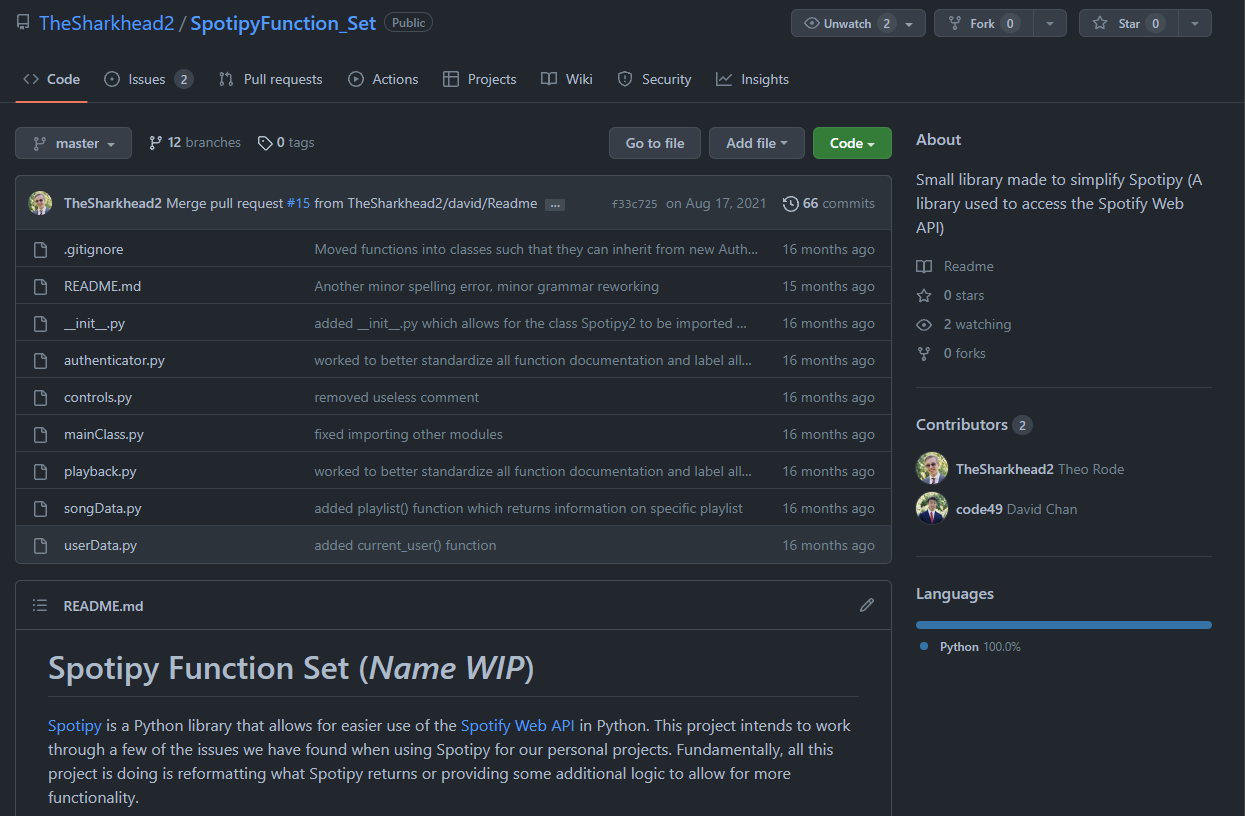 TheSharkhead2 / SpotipyFunction_Set Public
Unwatch 2 Fork 0 Star 0
Code Issues 2 Pull requests Actions Projects Wiki Security Insights
master 12 branches 0 tags Go to file Add file Code
TheSharkhead2 Merge pull request #15 from TheSharkhead2/david/Readme ... f33c725 on Aug 17, 2021 66 commits
.gitignore Moved functions into classes such that they can inherit from new Auth... 16 months ago
README.md Another minor spelling error, minor grammar reworking 15 months ago
__init__.py added __init__.py which allows for the class Spotipy2 to be imported ... 16 months ago
authenticator.py worked to better standardize all function documentation and label all... 16 months ago
controls.py removed useless comment 16 months ago
mainClass.py fixed importing other modules 16 months ago
playback.py worked to better standardize all function documentation and label all... 16 months ago
songData.py added playlist() function which returns information on specific playlist 16 months ago
userData.py added current_user() function 16 months ago
README.md
Spotipy Function Set (Name WIP)
Spotipy is a Python library that allows for easier use of the Spotify Web API in Python. This project intends to work
through a few of the issues we have found when using Spotipy for our personal projects. Fundamentally, all this
project is doing is reformatting what Spotipy returns or providing some additional logic to allow for more
functionality.
About
Small library made to simplify Spotipy (A
library used to access the Spotify Web
API)
Readme
0 stars
2 watching
0 forks
Contributors 2
TheSharkhead2 Theo Rode
code49 David Chan
Languages
Python 100.0%